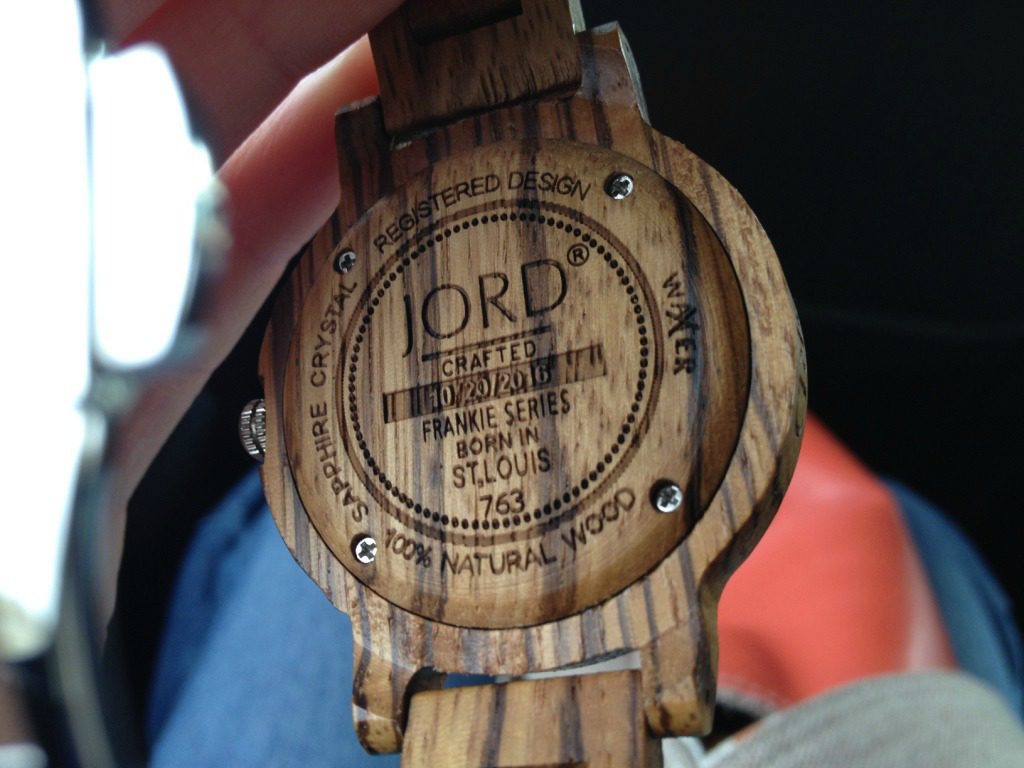 REGISTERED DESIGN
SAPPHIRE CRYSTAL
JORD®
CRAFTED
10/20/2016
FRANKIE SERIES
BORN IN
ST.LOUIS
763
100% NATURAL WOOD